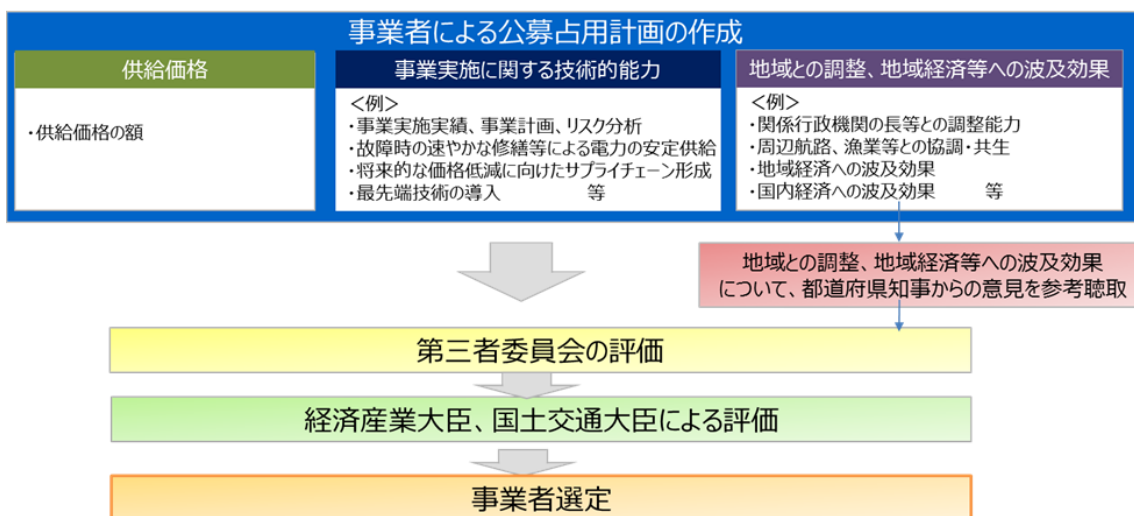 事業者による公募占用計画の作成
供給価格
・供給価格の額
事業実施に関する技術的能力
＜例＞
・事業実施実績、事業計画、リスク分析
・故障時の速やかな修繕等による電力の安定供給
・将来的な価格低減に向けたサプライチェーン形成
・最先端技術の導入　　　　等
地域との調整、地域経済等への波及効果
＜例＞
・関係行政機関の長等との調整能力
・周辺航路、漁業等との協調・共生
・地域経済への波及効果
・国内経済への波及効果　　　等
地域との調整、地域経済等への波及効果
について、都道府県知事からの意見を参考聴取
第三者委員会の評価
経済産業大臣、国土交通大臣による評価
事業者選定